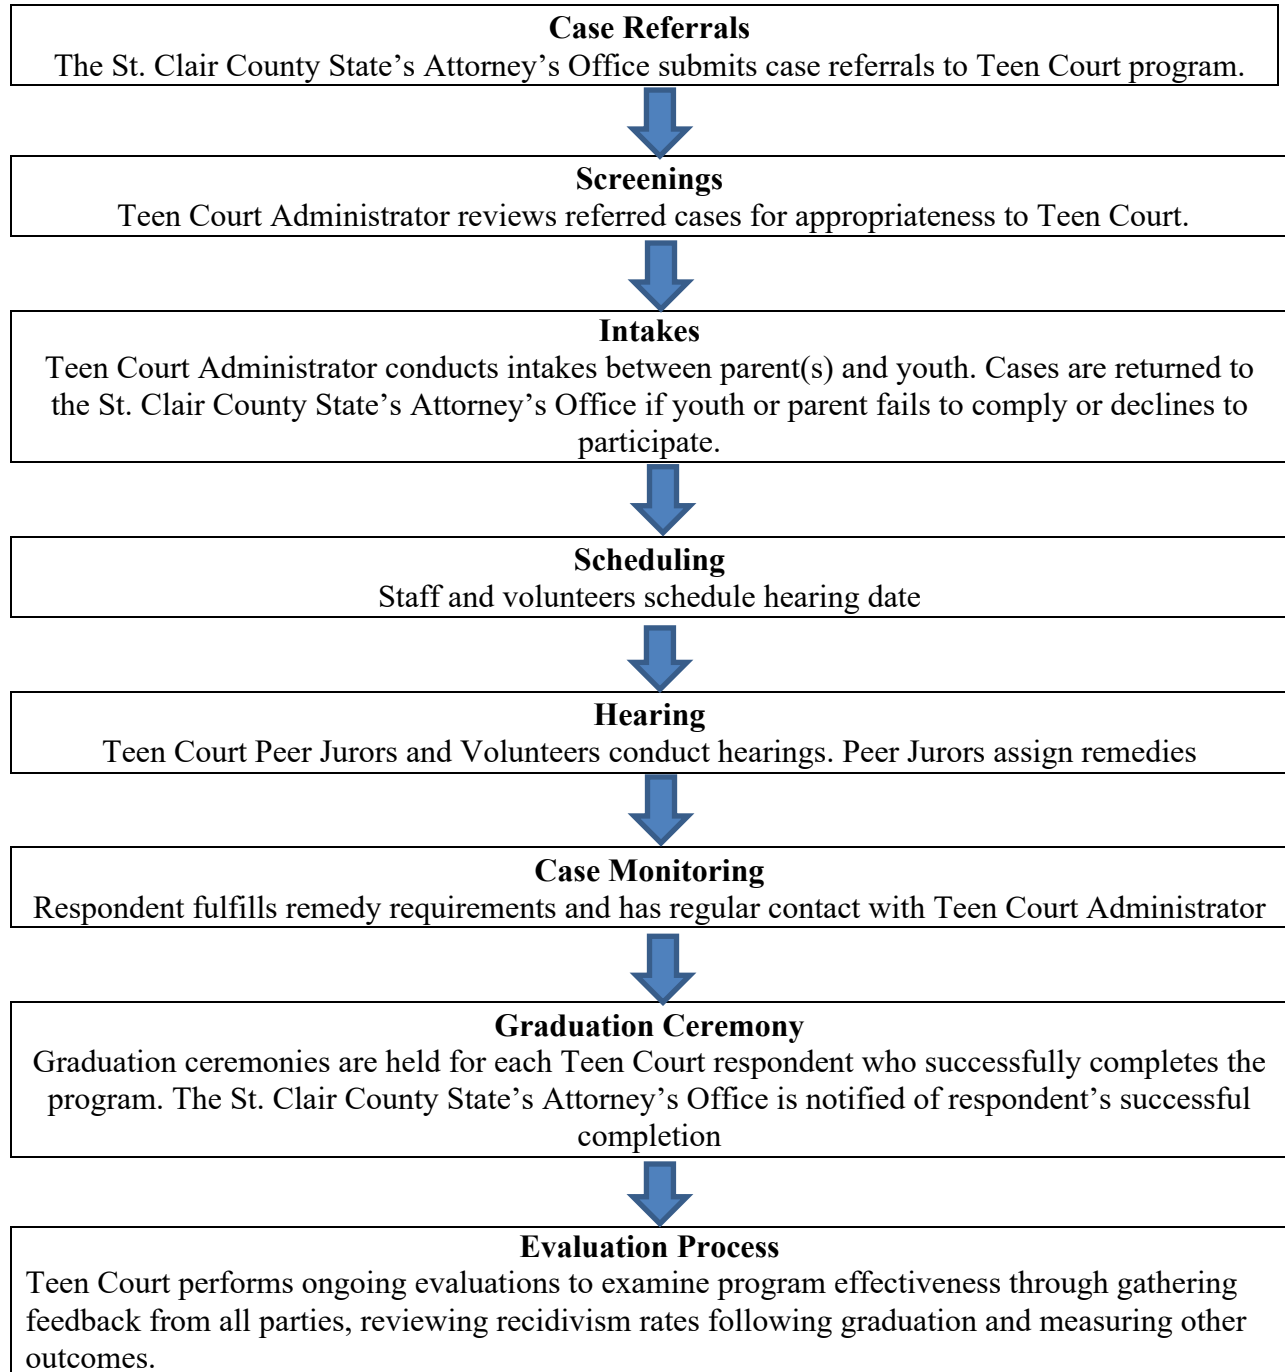 Case Referrals
The St. Clair County State’s Attorney’s Office submits case referrals to Teen Court program.
Screenings
Teen Court Administrator reviews referred cases for appropriateness to Teen Court.
Intakes
Teen Court Administrator conducts intakes between parent(s) and youth. Cases are returned to
the St. Clair County State’s Attorney’s Office if youth or parent fails to comply or declines to
participate.
Scheduling
Staff and volunteers schedule hearing date
Hearing
Teen Court Peer Jurors and Volunteers conduct hearings. Peer Jurors assign remedies
Case Monitoring
Respondent fulfills remedy requirements and has regular contact with Teen Court Administrator
Graduation Ceremony
Graduation ceremonies are held for each Teen Court respondent who successfully completes the
program. The St. Clair County State’s Attorney’s Office is notified of respondent’s successful
completion
Evaluation Process
Teen Court performs ongoing evaluations to examine program effectiveness through gathering
feedback from all parties, reviewing recidivism rates following graduation and measuring other
outcomes.